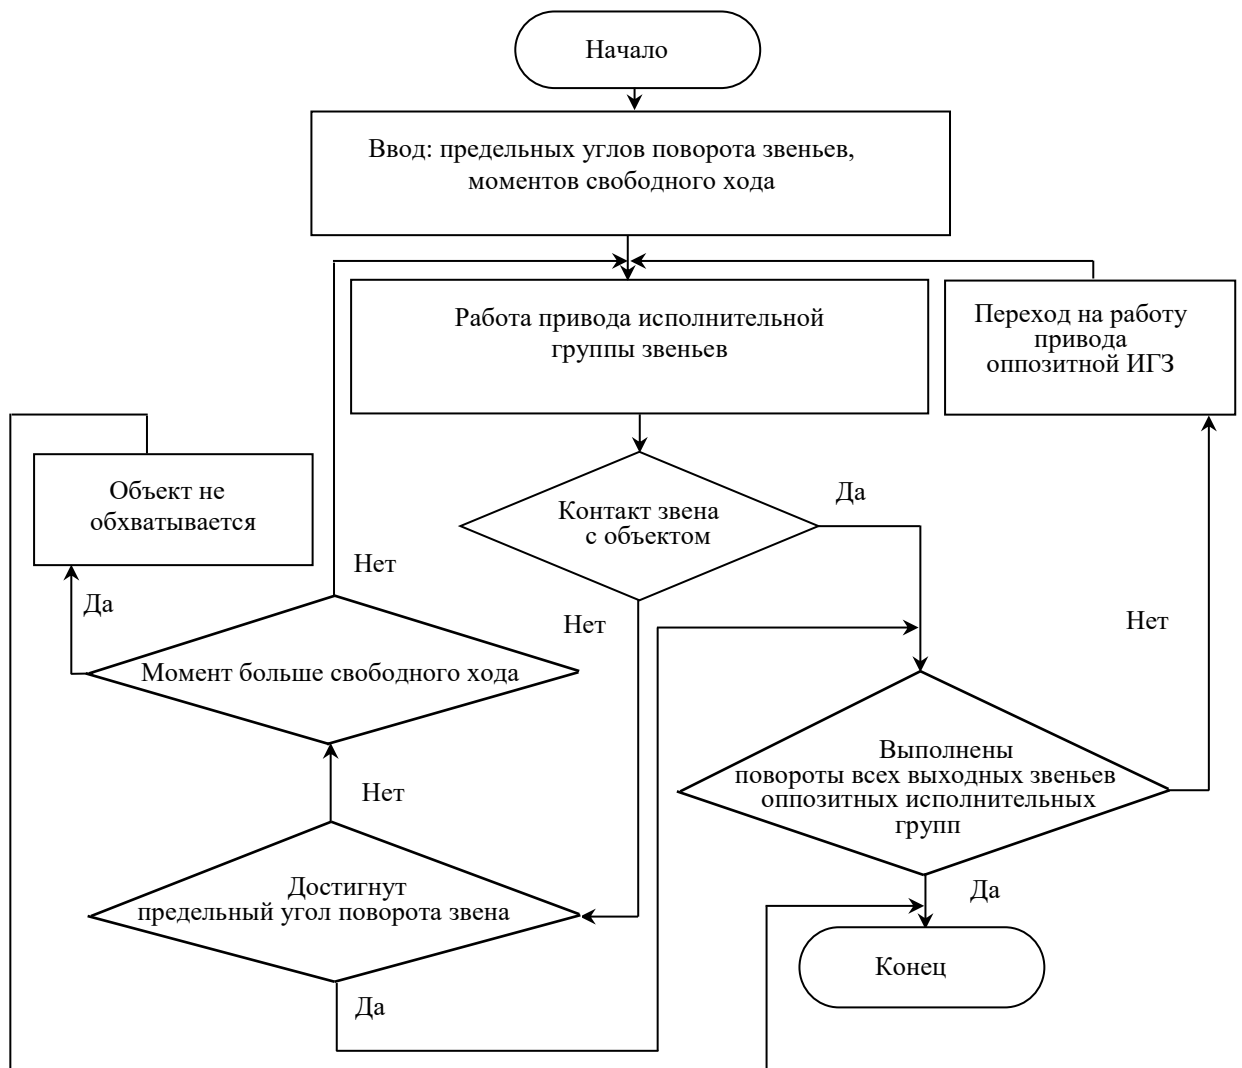 Начало
Ввод: предельных углов поворота звеньев,
моментов свободного хода
Работа привода исполнительной
группы звеньев
Переход на работу
привода
оппозитной ИГЗ
Объект не
обхватывается
Контакт звена
с объектом
Да
Нет
Да
Нет
Нет
Момент больше свободного хода
Выполнены
повороты всех выходных звеньев
оппозитных исполнительных
групп
Нет
Достигнут
предельный угол поворота звена
Да
Конец
Да